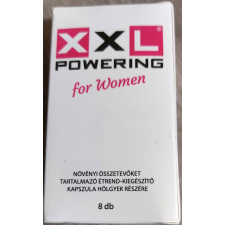 XXL®
POWERING
for Women
NÖVÉNYI ÖSSZETEVŐKET
TARTALMAZÓ ÉTREND-KIEGÉSZÍTŐ
KAPSZULA HÖLGYEK RÉSZÉRE
8 db